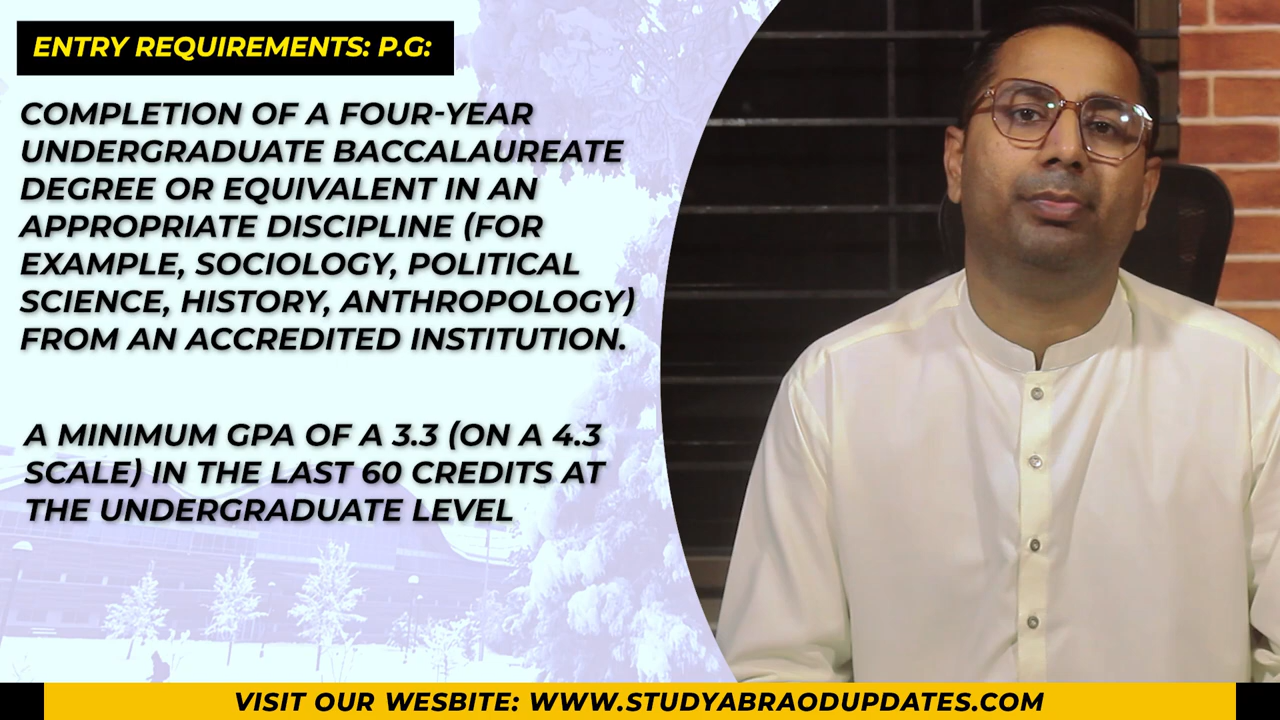 ENTRY REQUIREMENTS: P.G:
COMPLETION OF A FOUR-YEAR
UNDERGRADUATE BACCALAUREATE
DEGREE OR EQUIVALENT IN AN
APPROPRIATE DISCIPLINE (FOR
EXAMPLE, SOCIOLOGY, POLITICAL
SCIENCE, HISTORY, ANTHROPOLOGY)
FROM AN ACCREDITED INSTITUTION.
A MINIMUM GPA OF A 3.3 (ON A 4.3
SCALE) IN THE LAST 60 CREDITS AT
THE UNDERGRADUATE LEVEL
VISIT OUR WESBITE: WWW.STUDYABRAODUPDATES.COM